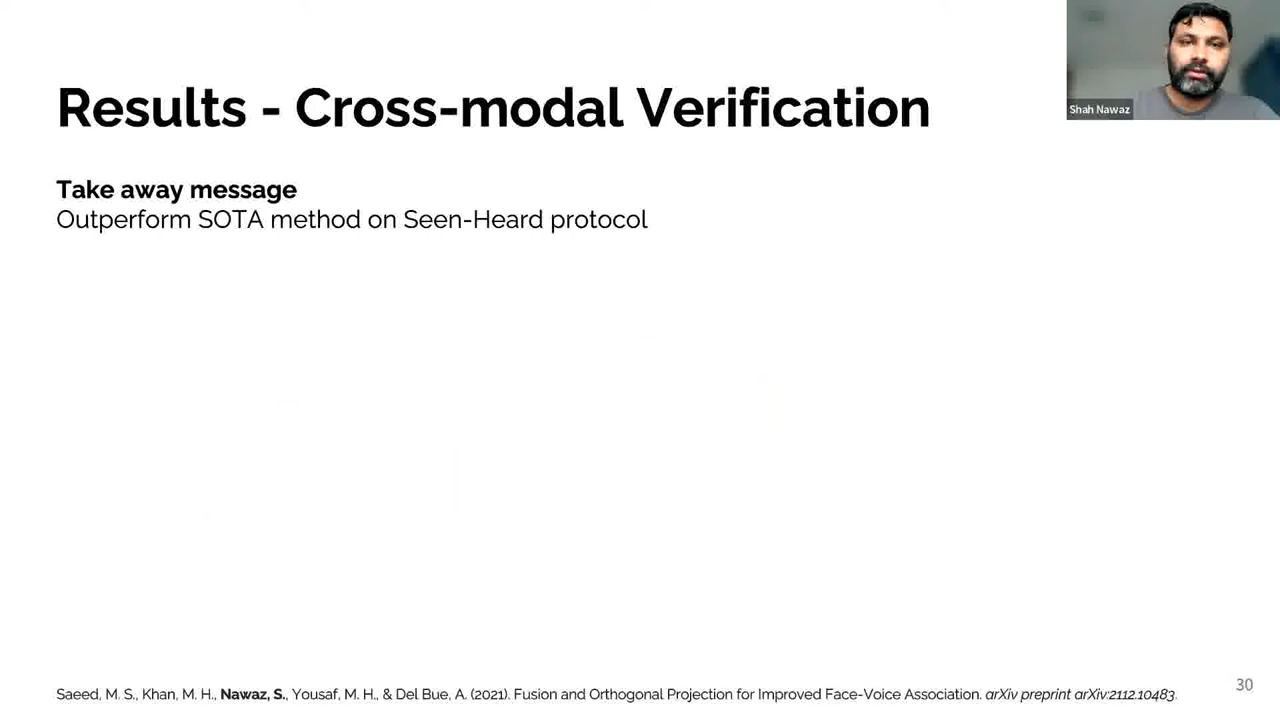 Shah Nawaz
Results - Cross-modal Verification
Take away message
Outperform SOTA method on Seen-Heard protocol
Saeed, M. S., Khan, M. H., Nawaz, S., Yousaf, M. H., & Del Bue, A. (2021). Fusion and Orthogonal Projection for Improved Face-Voice Association. arXiv preprint arXiv:2112.10483.
30